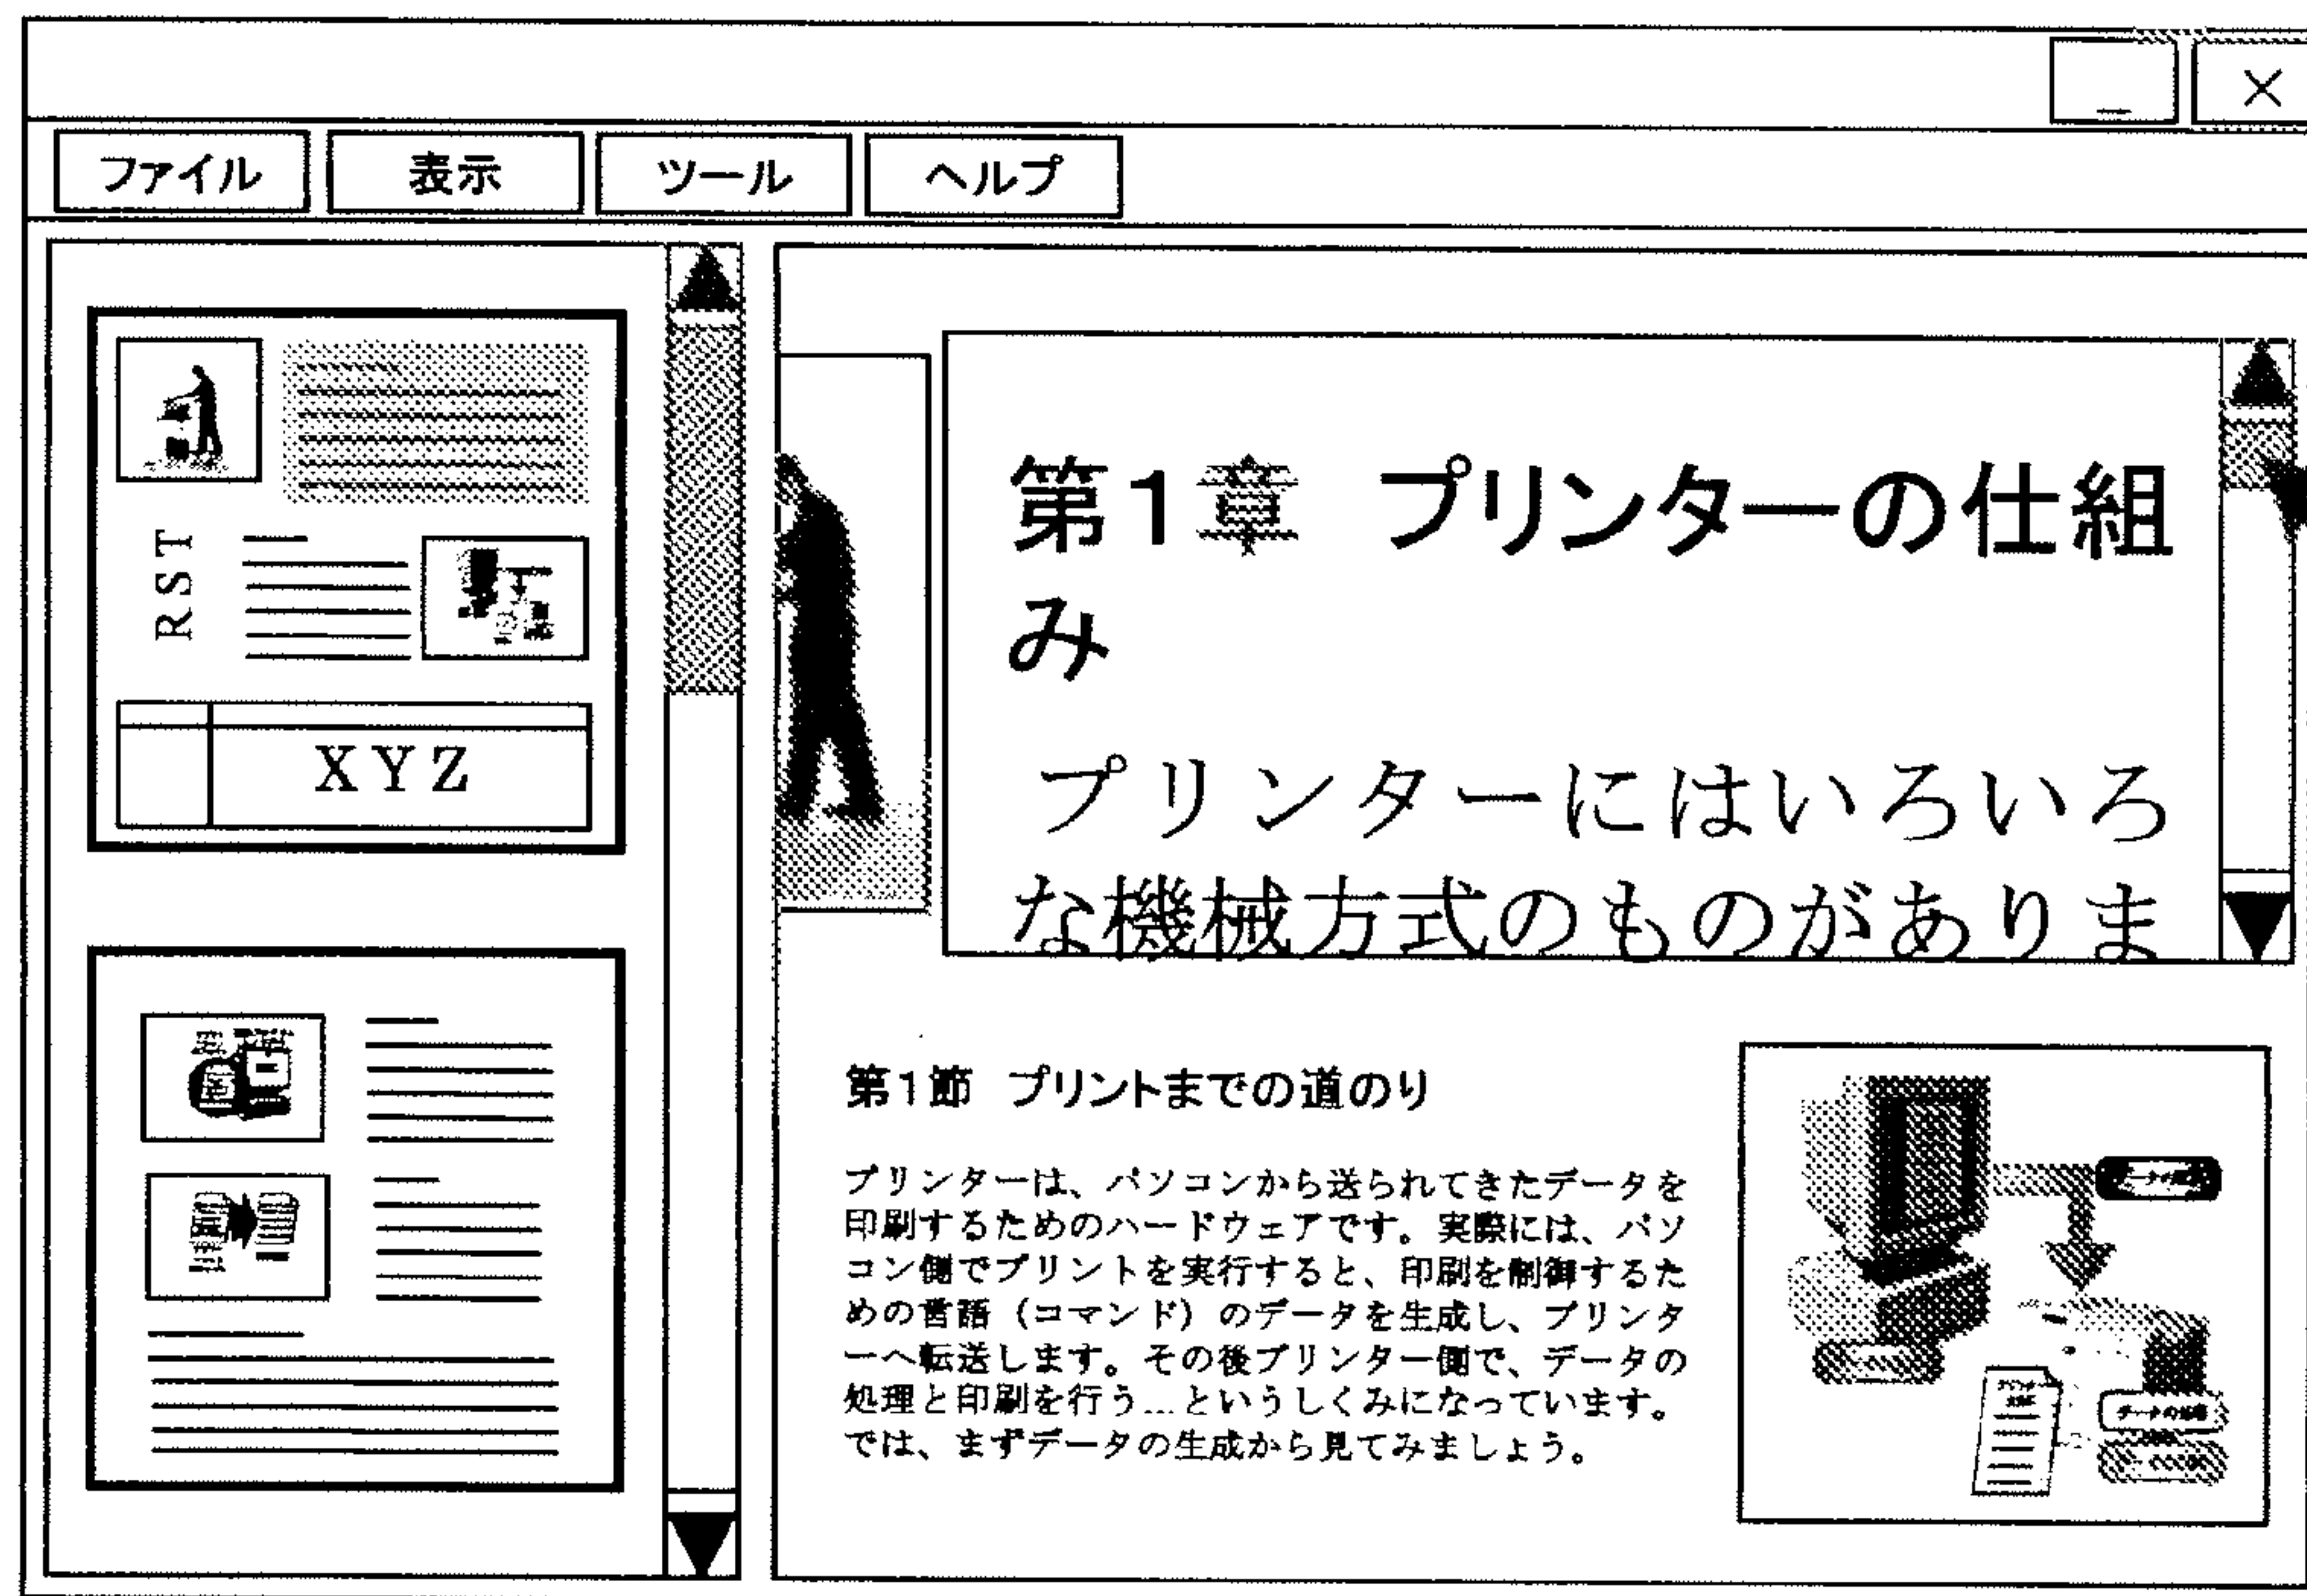 ファイル
表示
ツール
ヘルプ
RST
XYZ
第1章 プリンターの仕組
み
プリンターにはいろいろ
な機械方式のものがありま
第1節 プリントまでの道のり
プリンターは、パソコンから送られてきたデータを
印刷するためのハードウェアです。実際には、パソ
コン側でプリントを実行すると、印刷を制御するた
めの言語（コマンド）のデータを生成し、プリンタ
ーへ転送します。その後プリンター側で、データの
処理と印刷を行う…というしくみになっています。
では、まずデータの生成から見てみましょう。